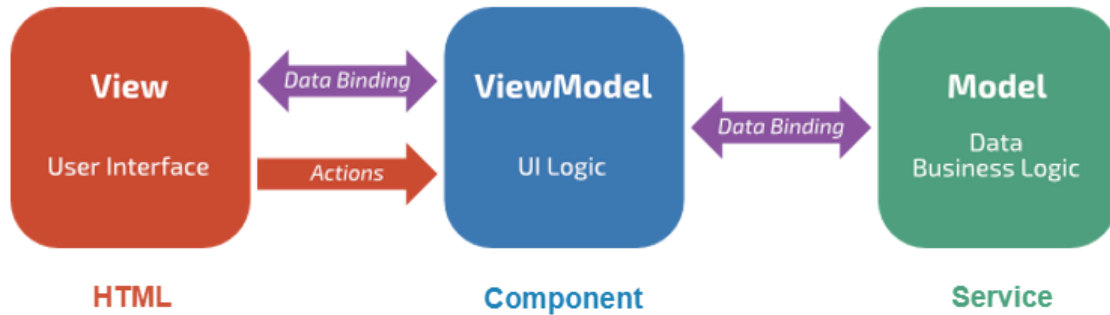 View
User Interface
Data Binding
Actions
ViewModel
UI Logic
Data Binding
Model
Data
Business Logic
HTML
Component
Service